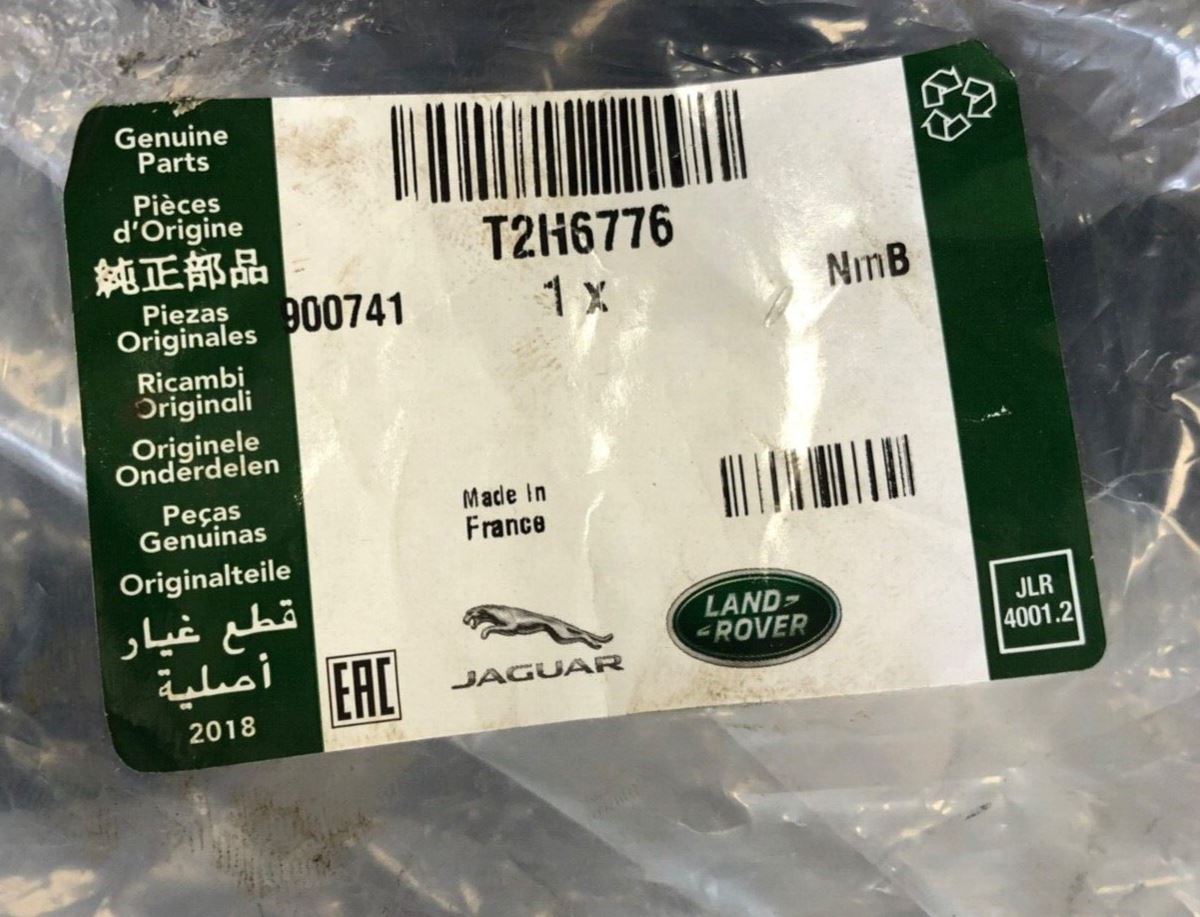 Genuine
Parts
Pièces
d'Origine
純正部品
Piezas
Originales
Ricambi
Originali
Originele
Onderdelen
Peças
Genuinas
Originalteile
قطع غيار
أصلية
2018
T2H6776
1 x
NmB
900741
Made In
France
EAC
JAGUAR
LAND-
-ROVER
JLR
4001.2